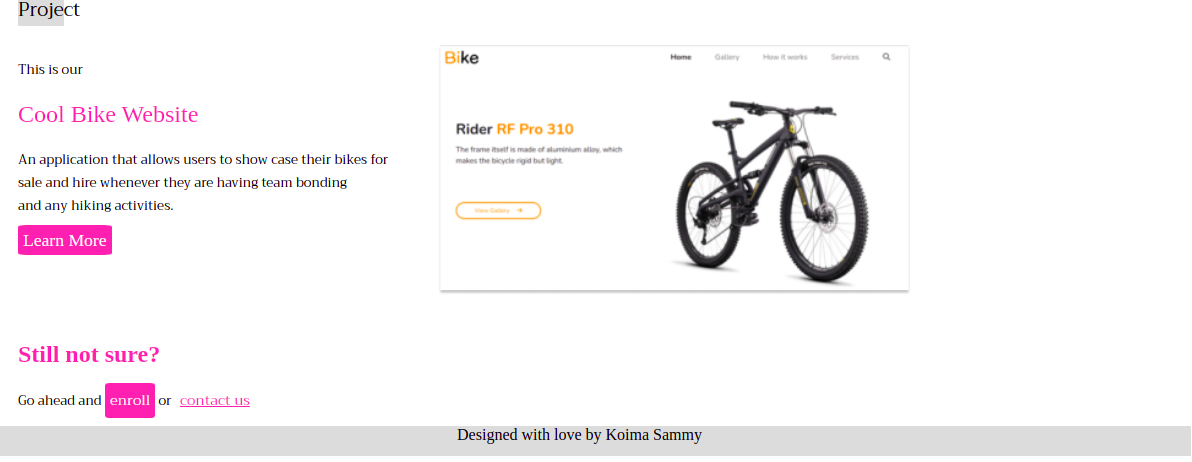 Project
This is our
Cool Bike Website
An application that allows users to show case their bikes for
sale and hire whenever they are having team bonding
and any hiking activities.
Learn More
Bike
Home Gallery How it works Services
Rider RF Pro 310
The frame itself is made of aluminium alloy, which
makes the bicycle rigid but light.
View Gallery
Still not sure?
Go ahead and enroll or contact us
Designed with love by Koima Sammy